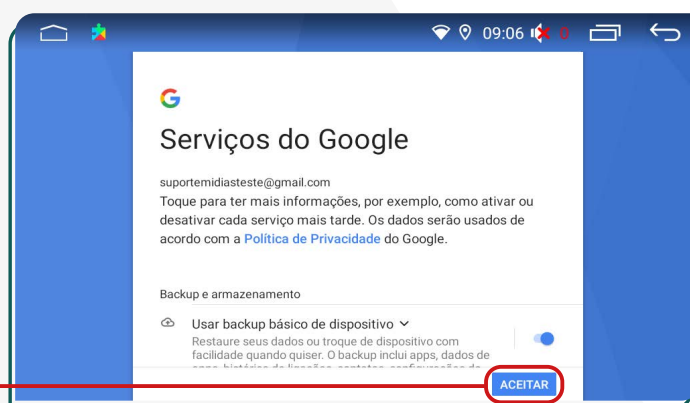 09:06 0
Serviços do Google
suportemidiasteste@gmail.com
Toque para ter mais informações, por exemplo, como ativar ou
desativar cada serviço mais tarde. Os dados serão usados de
acordo com a Política de Privacidade do Google.
Backup e armazenamento
Usar backup básico de dispositivo
Restaure seus dados ou troque de dispositivo com
facilidade quando quiser. O backup inclui apps, dados de
ACEITAR